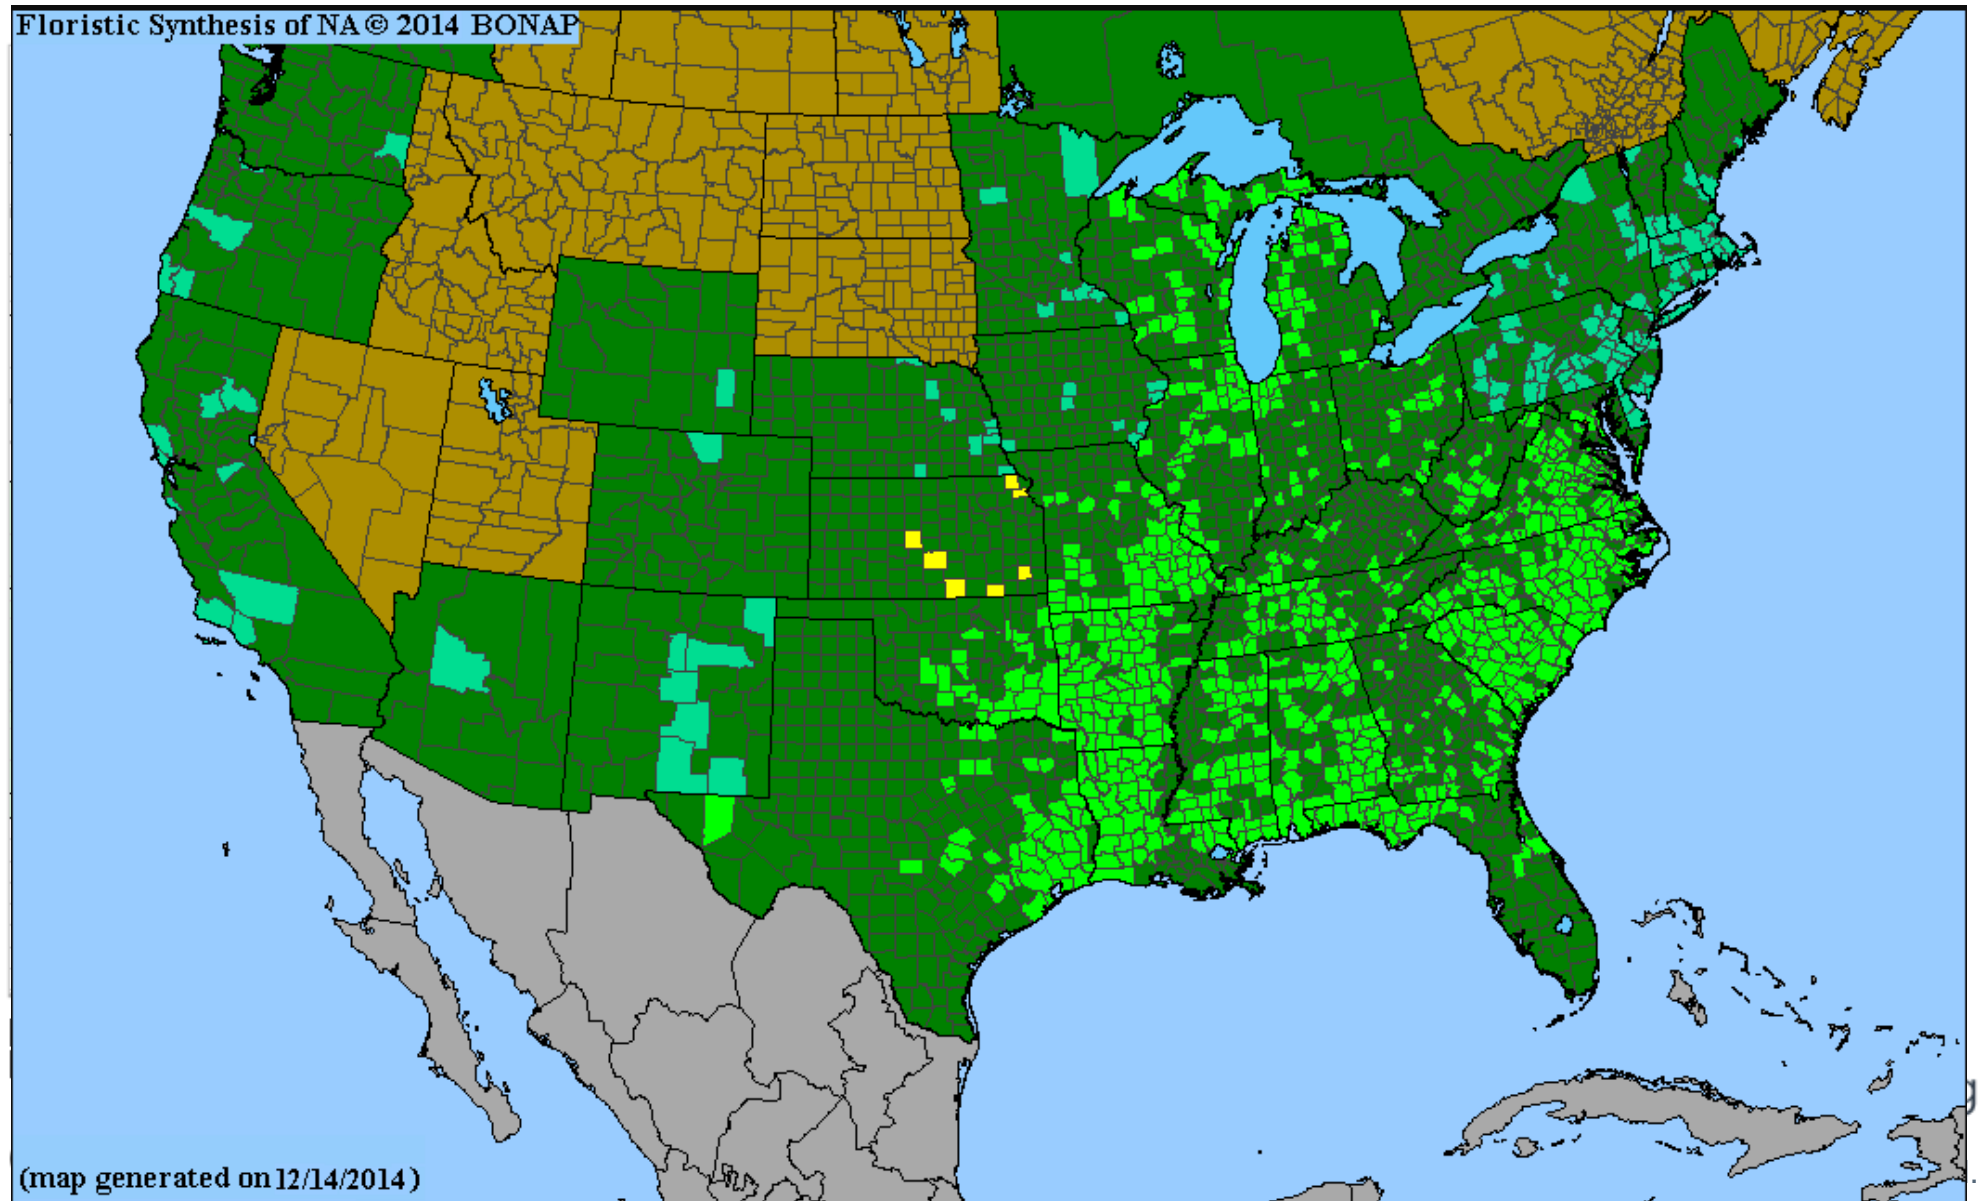 Floristic Synthesis of NA © 2014 BONAP
(map generated on 12/14/2014)